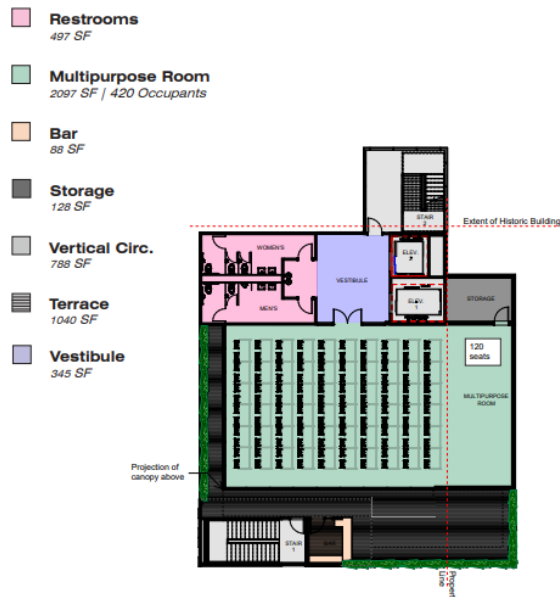 Restrooms
497 SF
Multipurpose Room
2097 SF | 420 Occupants
Bar
88 SF
Storage
128 SF
Vertical Circ.
788 SF
Terrace
1040 SF
Vestibule
345 SF
STAIR
2
Extent of Historic Building
WOMEN'S
ELEV.
2
VESTIBULE
MEN'S
ELEV.
1
STORAGE
120
seats
MULTIPURPOSE
ROOM
Projection of
canopy above
STAIR
1
BAR
Line